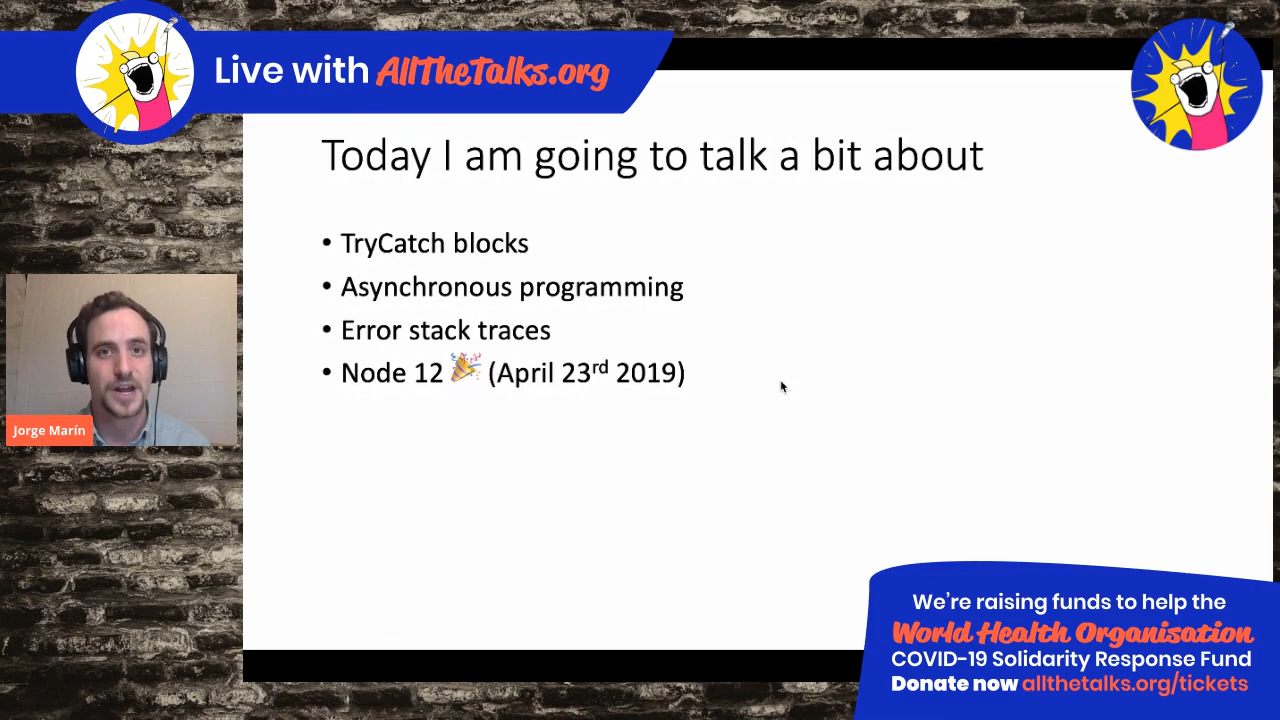 Live with AllTheTalks.org
Today I am going to talk a bit about
• TryCatch blocks
• Asynchronous programming
• Error stack traces
• Node 12 🎉 (April 23rd 2019)
Jorge Marín
We're raising funds to help the
World Health Organisation
COVID-19 Solidarity Response Fund
Donate now allthetalks.org/tickets